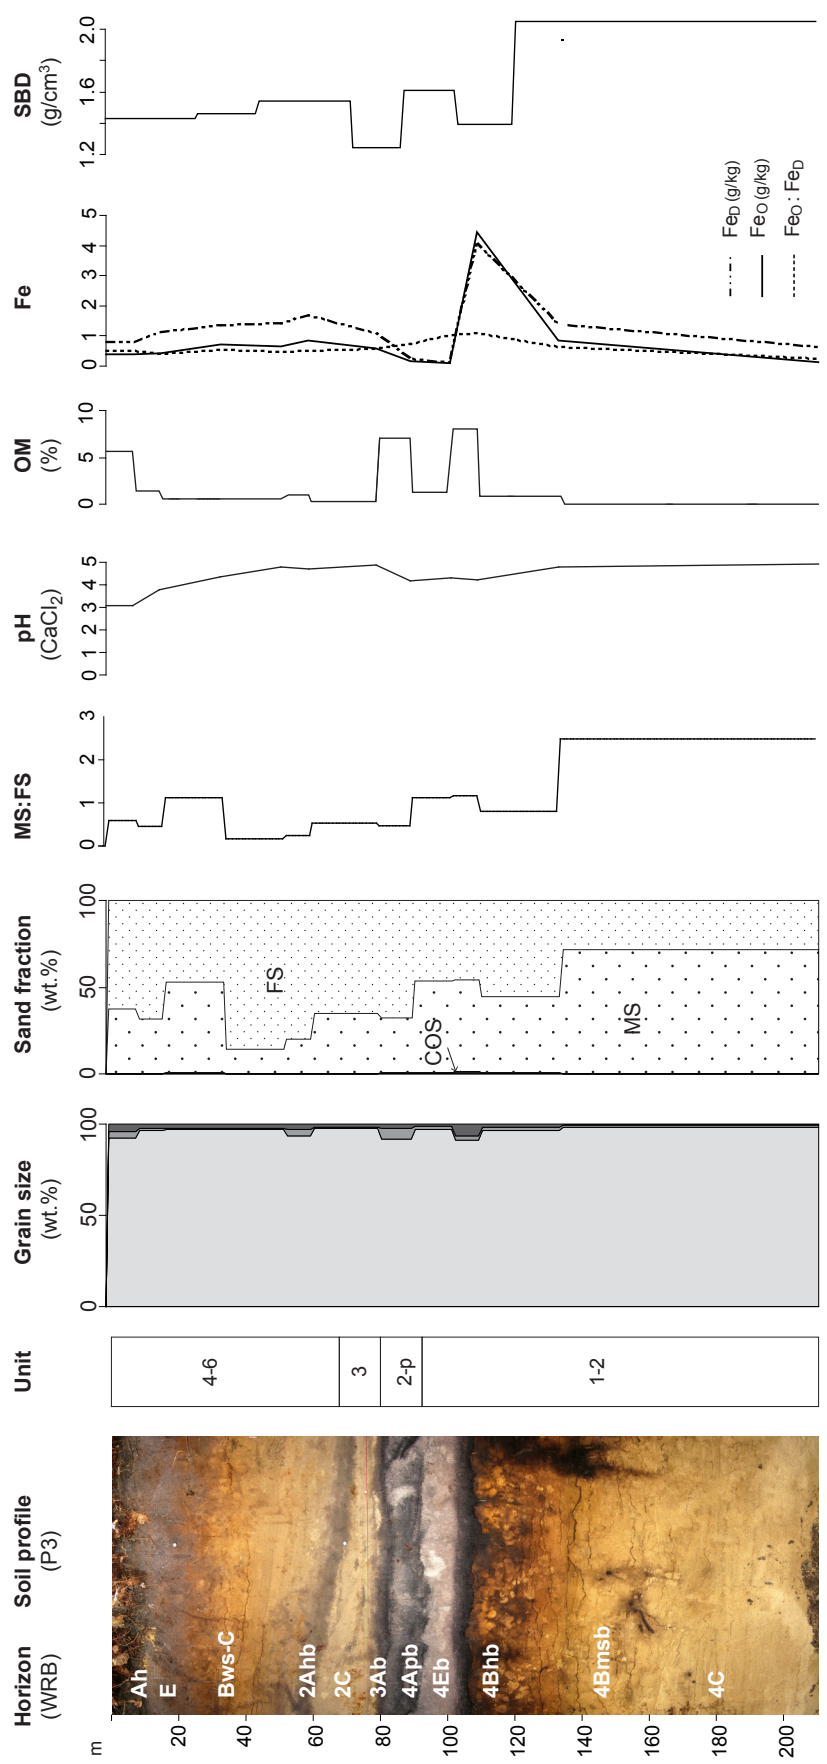 Horizon
(WRB)
m
20
40
60
80
100
120
140
160
180
200
Ah
E
Bws-C
2Ahb
2C
3Ab
4Apb
4Eb
4Bhb
4Bmsb
4C
Soil profile
(P3)
Unit
4-6
3
2-p
1-2
Grain size
(wt.%)
0
50
100
Sand fraction
(wt.%)
0
50
100
FS
COS
MS
MS:FS
0
1
2
3
pH
(CaCl2)
0
1
2
3
4
5
OM
(%)
0
5
10
Fe
0
1
2
3
4
5
FeD (g/kg)
FeO (g/kg)
FeO : FeD
SBD
(g/cm³)
1.2
1.6
2.0